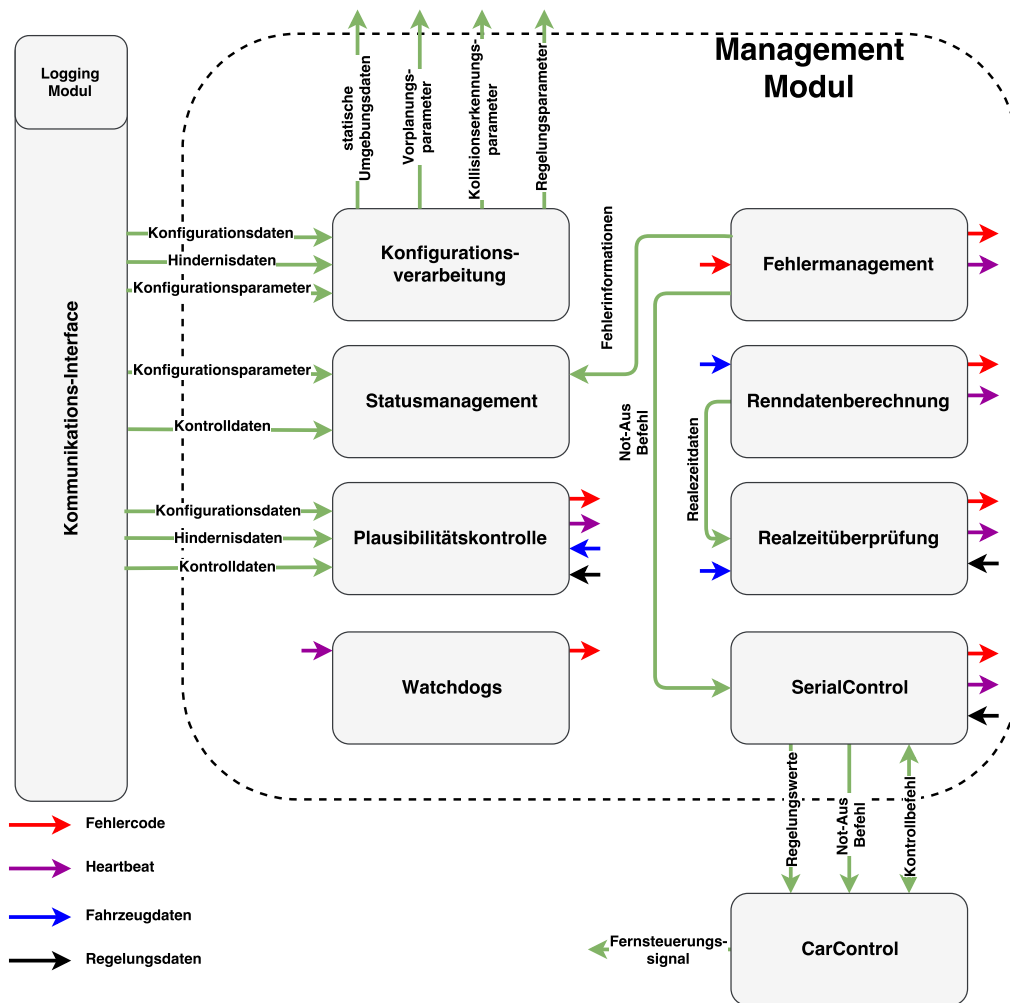 Management
Modul
Logging
Modul
Kommunikations-Interface
statische
Umgebungsdaten
Vorplanungs-
parameter
Kollisionserkennungs-
parameter
Regelungsparameter
Konfigurationsdaten
Hindernisdaten
Konfigurationsparameter
Konfigurations-
verarbeitung
Fehlerinformationen
Fehlermanagement
Konfigurationsparameter
Kontrolldaten
Statusmanagement
Not-Aus
Befehl
Renndatenberechnung
Realezeitdaten
Konfigurationsdaten
Hindernisdaten
Kontrolldaten
Plausibilitätskontrolle
Realzeitüberprüfung
Watchdogs
SerialControl
Regelungswerte
Not-Aus
Befehl
Kontrollbefehl
Fehlercode
Heartbeat
Fahrzeugdaten
Regelungsdaten
Fernsteuerungs-
signal
CarControl